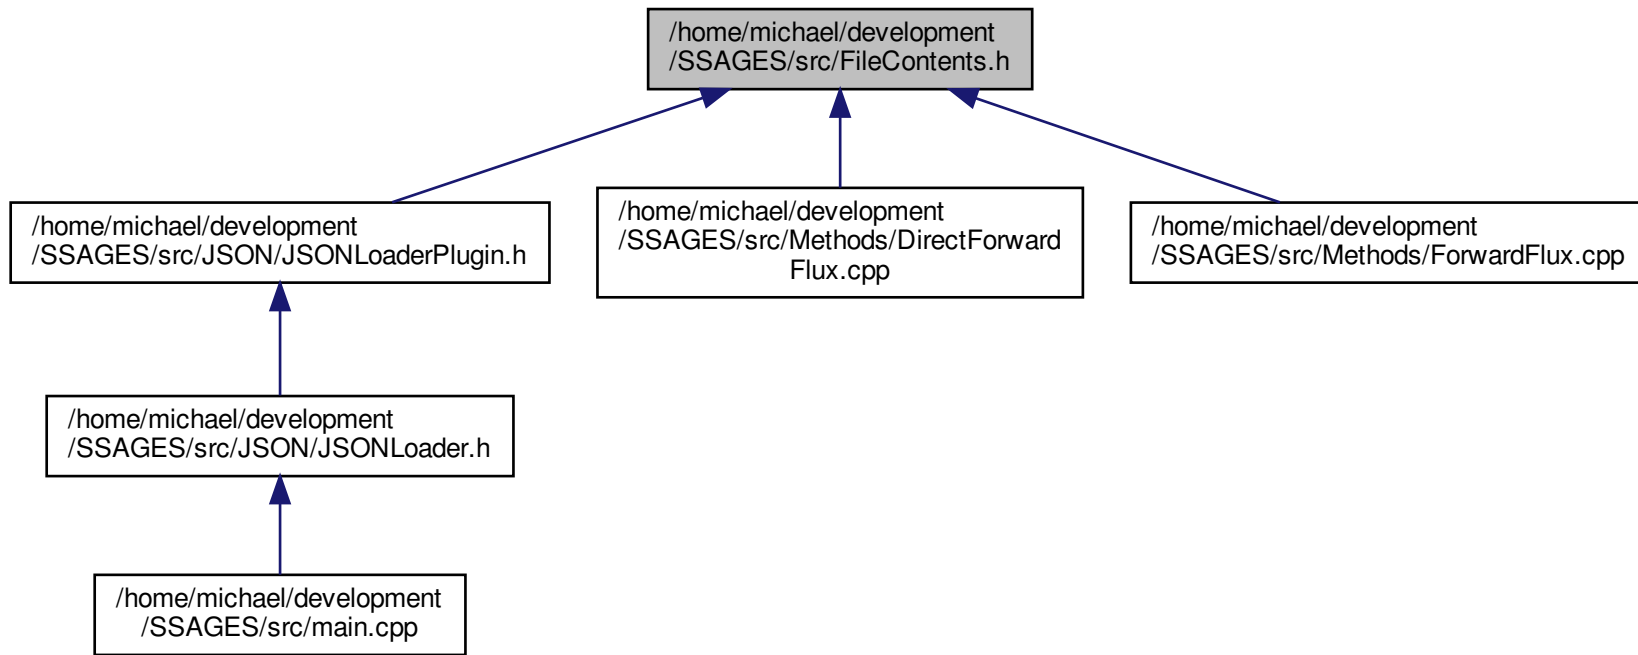 /home/michael/development
/SSAGES/src/FileContents.h
/home/michael/development
/SSAGES/src/JSON/JSONLoaderPlugin.h
/home/michael/development
/SSAGES/src/Methods/DirectForward
Flux.cpp
/home/michael/development
/SSAGES/src/Methods/ForwardFlux.cpp
/home/michael/development
/SSAGES/src/JSON/JSONLoader.h
/home/michael/development
/SSAGES/src/main.cpp